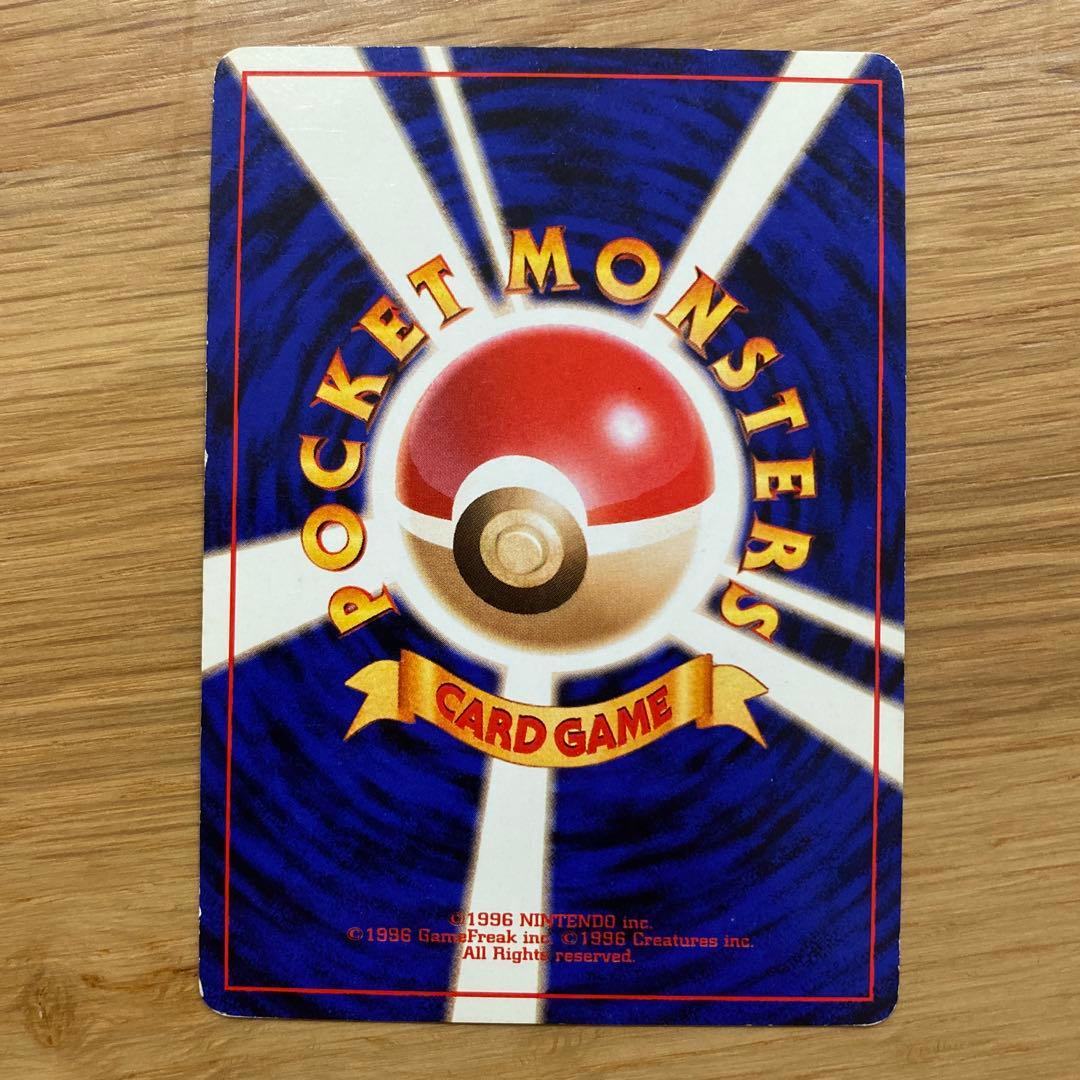 POCKET MONSTERS
CARD GAME
©1996 NINTENDO inc.
©1996 GameFreak inc. ©1996 Creatures inc.
All Rights reserved.